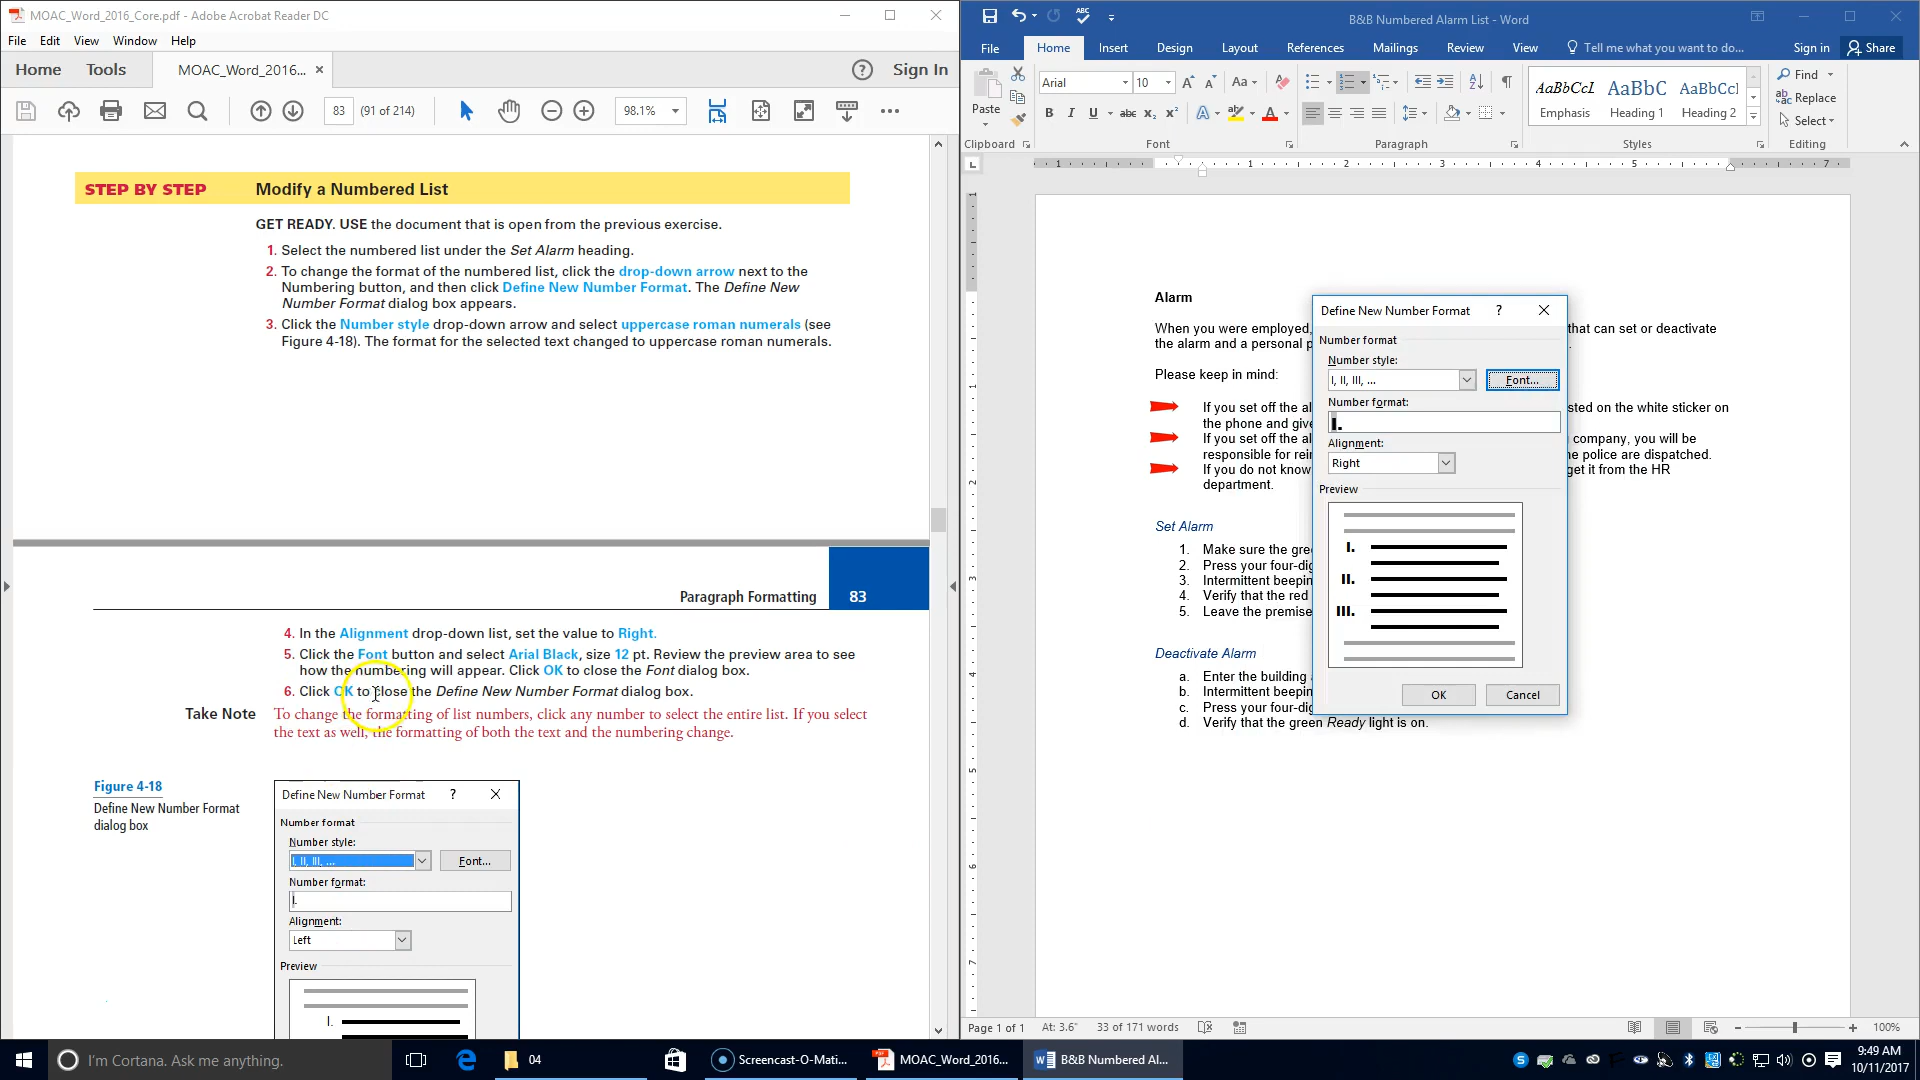 MOAC_Word_2016_Core.pdf - Adobe Acrobat Reader DC
File Edit View Window Help
Home Tools MOAC_Word_2016... × Sign In
83 (91 of 214) 98.1%
STEP BY STEP Modify a Numbered List
GET READY. USE the document that is open from the previous exercise.
1. Select the numbered list under the Set Alarm heading.
2. To change the format of the numbered list, click the drop-down arrow next to the
Numbering button, and then click Define New Number Format. The Define New
Number Format dialog box appears.
3. Click the Number style drop-down arrow and select uppercase roman numerals (see
Figure 4-18). The format for the selected text changed to uppercase roman numerals.
Paragraph Formatting 83
4. In the Alignment drop-down list, set the value to Right.
5. Click the Font button and select Arial Black, size 12 pt. Review the preview area to see
how the numbering will appear. Click OK to close the Font dialog box.
6. Click OK to close the Define New Number Format dialog box.
Take Note To change the formatting of list numbers, click any number to select the entire list. If you select
the text as well, the formatting of both the text and the numbering change.
Figure 4-18
Define New Number Format
dialog box
Define New Number Format ?
Number format
Number style:
I, II, III, ... Font...
Number format:
I.
Alignment:
Left
Preview
I.
B&B Numbered Alarm List - Word
File Home Insert Design Layout References Mailings Review View Tell me what you want to do... Sign in Share
Paste Arial 10 Aa
B I U abc x₂ x² A A
AaBbCcI AaBbC AaBbCcI
Emphasis Heading 1 Heading 2
Find
Replace
Select
Clipboard Font Paragraph Styles Editing
1 1 2 3 4 5 7
Alarm
When you were employed, that can set or deactivate
the alarm and a personal p
Please keep in mind:
If you set off the al sted on the white sticker on
the phone and give
If you set off the al company, you will be
responsible for rei e police are dispatched.
If you do not know get it from the HR
department.
Set Alarm
1. Make sure the gre
2. Press your four-dig
3. Intermittent beepin
4. Verify that the red
5. Leave the premise
Deactivate Alarm
a. Enter the building
b. Intermittent beepin
c. Press your four-dig
d. Verify that the green Ready light is on.
Define New Number Format ?
Number format
Number style:
I, II, III, ... Font...
Number format:
I.
Alignment:
Right
Preview
I.
II.
III.
OK Cancel
Page 1 of 1 At: 3.6" 33 of 171 words 100%
I'm Cortana. Ask me anything. 04 Screencast-O-Mati... MOAC_Word_2016... B&B Numbered Al... 9:49 AM
10/11/2017